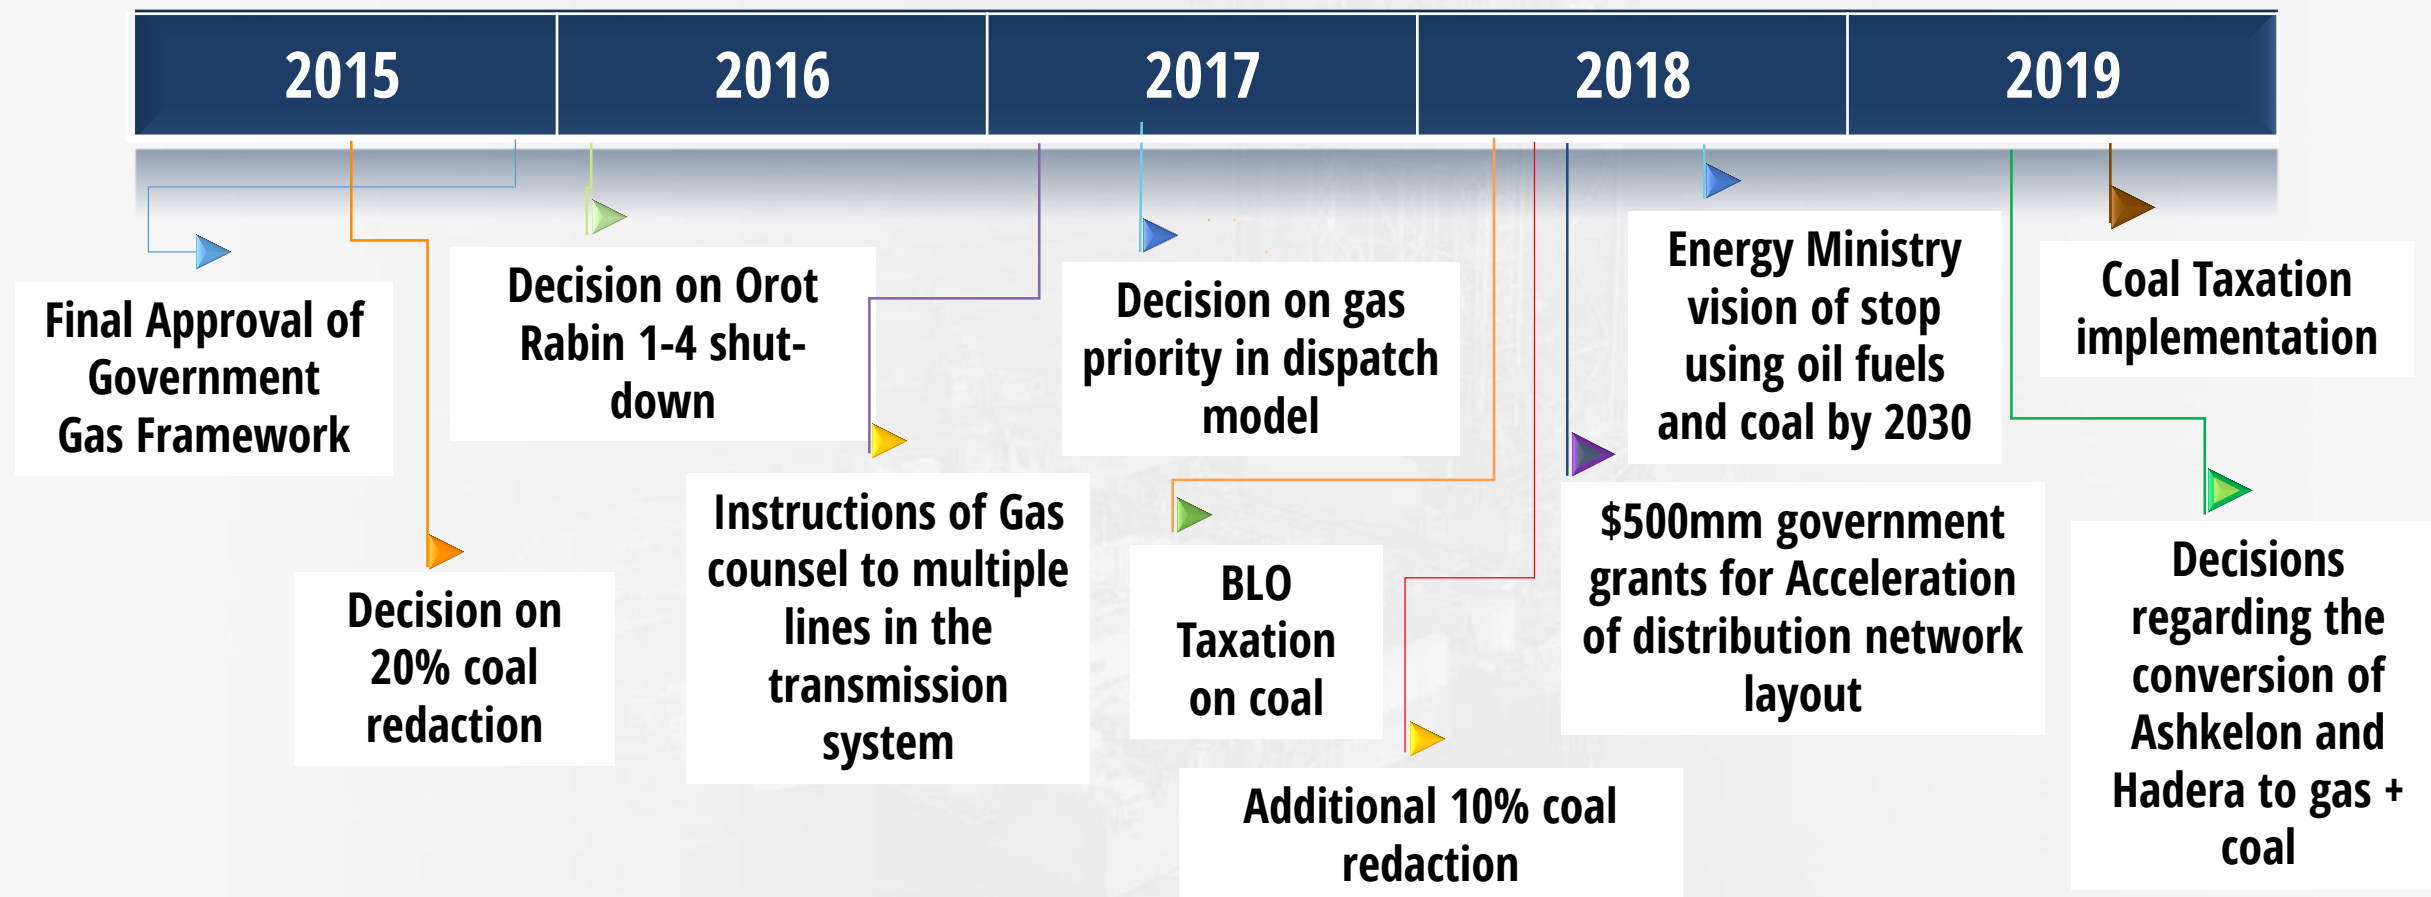 2015
2016
2017
2018
2019
Final Approval of
Government
Gas Framework
Decision on
20% coal
redaction
Decision on Orot
Rabin 1-4 shut-
down
Instructions of Gas
counsel to multiple
lines in the
transmission
system
Decision on gas
priority in dispatch
model
BLO
Taxation
on coal
Additional 10% coal
redaction
Energy Ministry
vision of stop
using oil fuels
and coal by 2030
$500mm government
grants for Acceleration
of distribution network
layout
Coal Taxation
implementation
Decisions
regarding the
conversion of
Ashkelon and
Hadera to gas +
coal